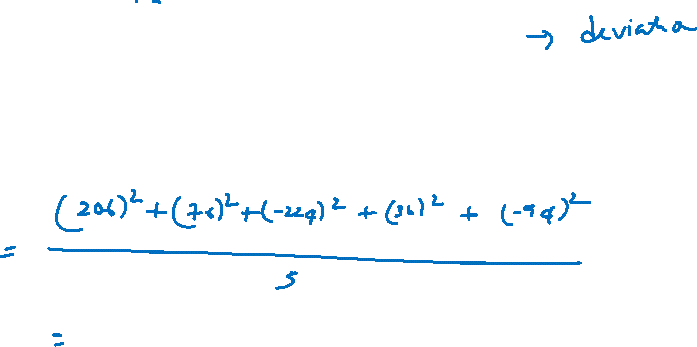 → deviation
(206)² + (76)² + (-224)² + (36)² + (-94)²
=
5
=